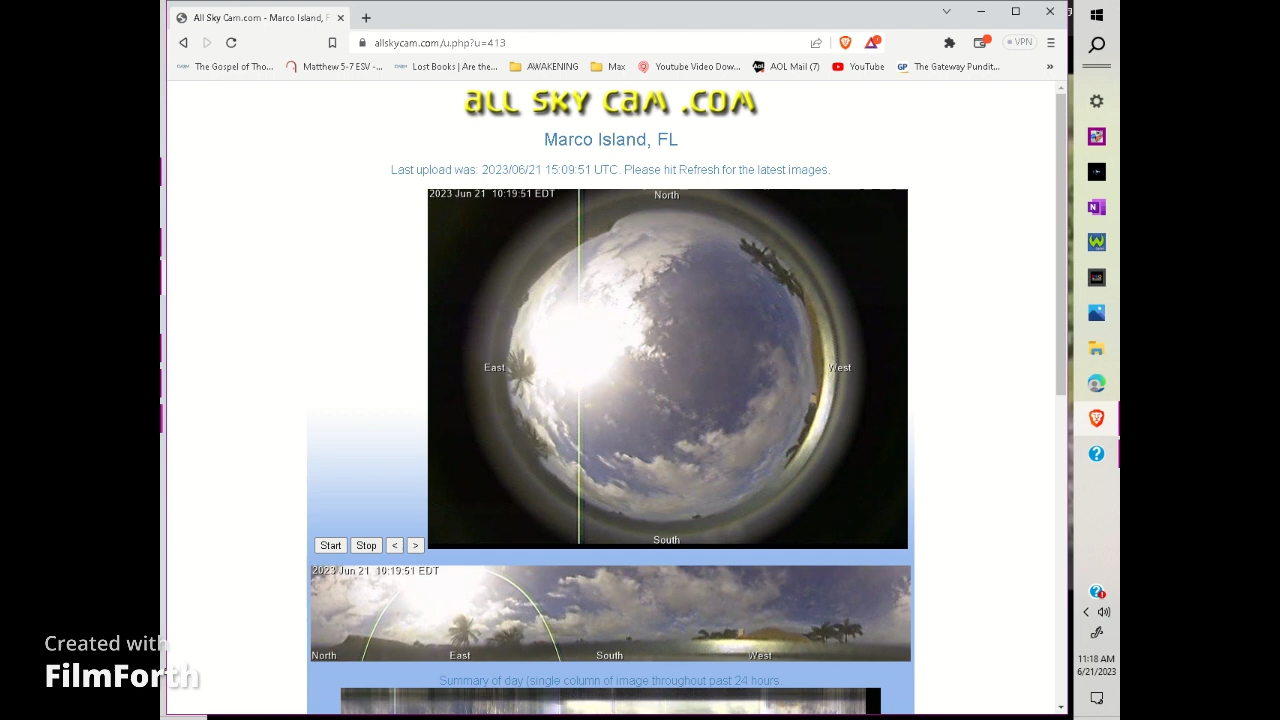 All Sky Cam.com - Marco Island, F
allskycam.com/u.php?u=413
VPN
The Gospel of Tho...
Matthew 5-7 ESV -...
Lost Books | Are the...
AWAKENING
Max
Youtube Video Dow...
AOL Mail (7)
YouTube
GP
The Gateway Pundit...
»
ALL SKY CAM .COM
Marco Island, FL
Last upload was: 2023/06/21 15:09:51 UTC. Please hit Refresh for the latest images.
2023 Jun 21 10:19:51 EDT
North
East
West
South
Start
Stop
<
>
2023 Jun 21 10:19:51 EDT
North
East
South
West
Summary of day (single column of image throughout past 24 hours.
11:18 AM
6/21/2023
Created with
FilmForth